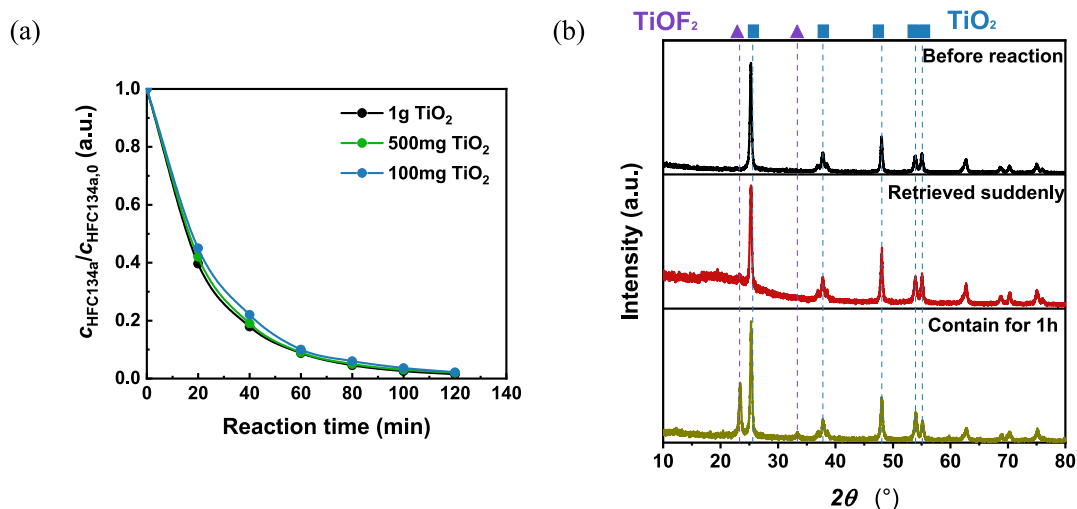 (a)
1g TiO₂
500mg TiO₂
100mg TiO₂
1.0
0.8
0.6
0.4
0.2
0.0
0 20 40 60 80 100 120 140
Reaction time (min)
c_HFC134a/c_HFC134a,0 (a.u.)
(b)
TiOF₂ TiO₂
Before reaction
Retrieved suddenly
Contain for 1h
Intensity (a.u.)
10 20 30 40 50 60 70 80
2θ (°)